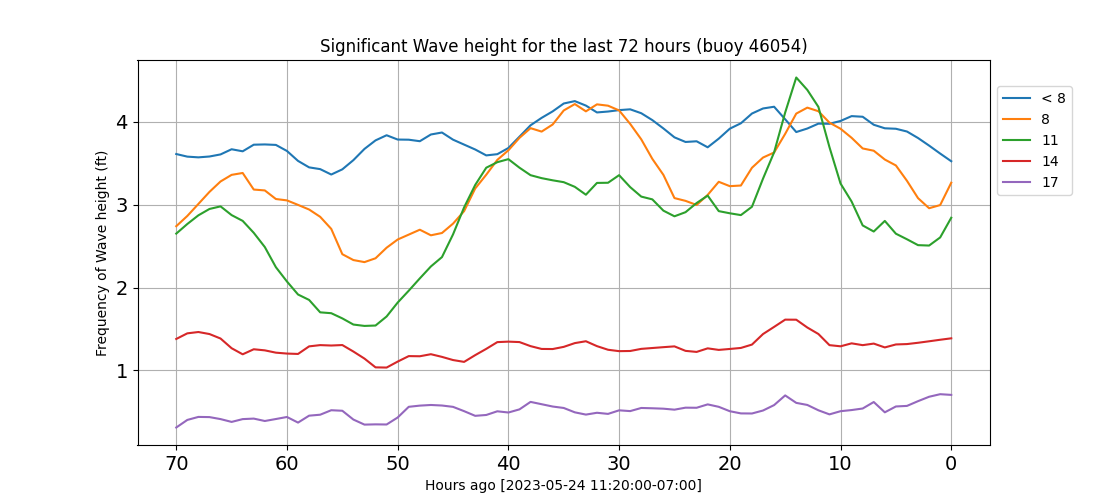 Significant Wave height for the last 72 hours (buoy 46054)
Frequency of Wave height (ft)
4
3
2
1
70 60 50 40 30 20 10 0
Hours ago [2023-05-24 11:20:00-07:00]
< 8
8
11
14
17